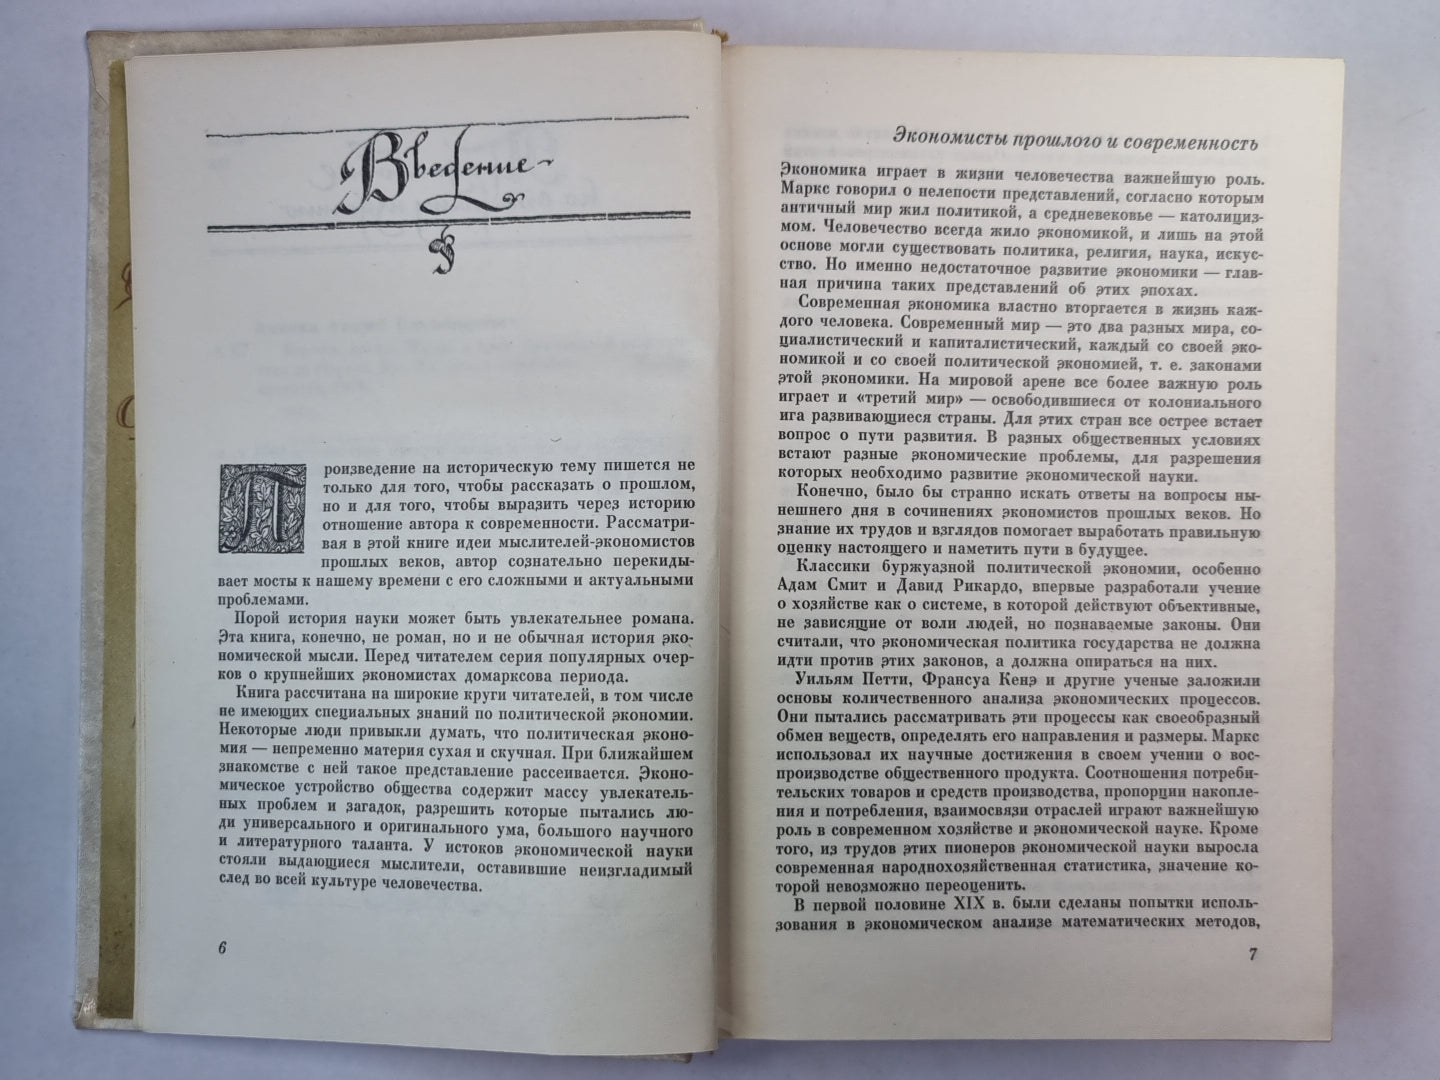 Введение
Произведение на историческую тему пишется не
только для того, чтобы рассказать о прошлом,
но и для того, чтобы выразить через историю
отношение автора к современности. Рассматри-
вая в этой книге идеи мыслителей-экономистов
прошлых веков, автор сознательно перекиды-
вает мосты к нашему времени с его сложными и актуальными
проблемами.
Порой история науки может быть увлекательнее романа.
Эта книга, конечно, не роман, но и не обычная история эко-
номической мысли. Перед читателем серия популярных очер-
ков о крупнейших экономистах домарксова периода.
Книга рассчитана на широкие круги читателей, в том числе
не имеющих специальных знаний по политической экономии.
Некоторые люди привыкли думать, что политическая эконо-
мия — непременно материя сухая и скучная. При ближайшем
знакомстве с ней такое представление рассеивается. Эконо-
мическое устройство общества содержит массу увлекатель-
ных проблем и загадок, разрешить которые пытались лю-
ди универсального и оригинального ума, большого научного
и литературного таланта. У истоков экономической науки
стояли выдающиеся мыслители, оставившие неизгладимый
след во всей культуре человечества.
6
Экономисты прошлого и современность
Экономика играет в жизни человечества важнейшую роль.
Маркс говорил о нелепости представлений, согласно которым
античный мир жил политикой, а средневековье — католициз-
мом. Человечество всегда жило экономикой, и лишь на этой
основе могли существовать политика, религия, наука, искус-
ство. Но именно недостаточное развитие экономики — глав-
ная причина таких представлений об этих эпохах.
Современная экономика властно вторгается в жизнь каж-
дого человека. Современный мир — это два разных мира, со-
циалистический и капиталистический, каждый со своей эко-
номикой и со своей политической экономией, т. е. законами
этой экономики. На мировой арене все более важную роль
играет и «третий мир» — освободившиеся от колониального
ига развивающиеся страны. Для этих стран все острее встает
вопрос о пути развития. В разных общественных условиях
встают разные экономические проблемы, для разрешения
которых необходимо развитие экономической науки.
Конечно, было бы странно искать ответы на вопросы ны-
нешнего дня в сочинениях экономистов прошлых веков. Но
знание их трудов и взглядов помогает выработать правильную
оценку настоящего и наметить пути в будущее.
Классики буржуазной политической экономии, особенно
Адам Смит и Давид Рикардо, впервые разработали учение
о хозяйстве как о системе, в которой действуют объективные,
не зависящие от воли людей, но познаваемые законы. Они
считали, что экономическая политика государства не должна
идти против этих законов, а должна опираться на них.
Уильям Петти, Франсуа Кенэ и другие ученые заложили
основы количественного анализа экономических процессов.
Они пытались рассматривать эти процессы как своеобразный
обмен веществ, определять его направления и размеры. Маркс
использовал их научные достижения в своем учении о вос-
производстве общественного продукта. Соотношения потреби-
тельских товаров и средств производства, пропорции накопле-
ния и потребления, взаимосвязи отраслей играют важнейшую
роль в современном хозяйстве и экономической науке. Кроме
того, из трудов этих пионеров экономической науки выросла
современная народнохозяйственная статистика, значение ко-
торой невозможно переоценить.
В первой половине XIX в. были сделаны попытки исполь-
зования в экономическом анализе математических методов,
7